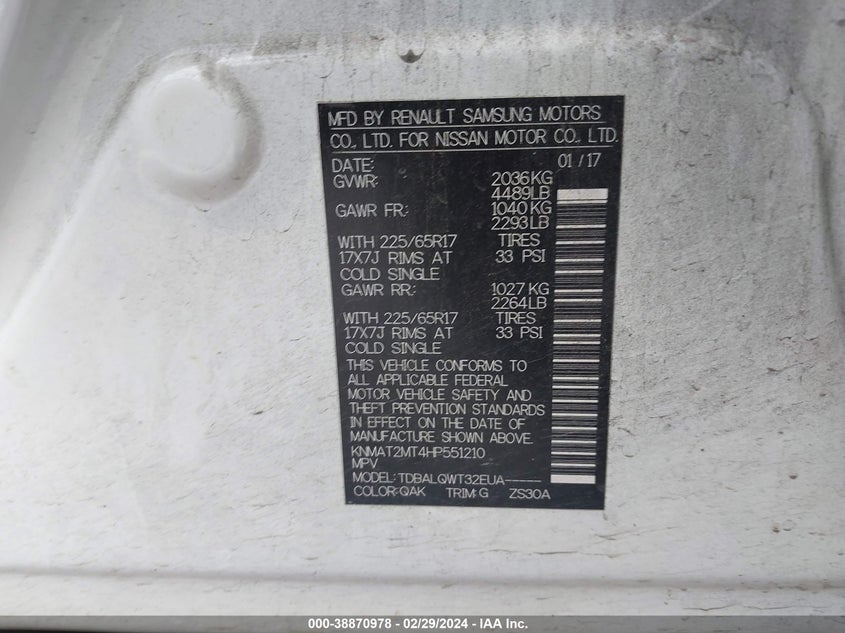 MFD BY RENAULT SAMSUNG MOTORS
CO., LTD. FOR NISSAN MOTOR CO., LTD.
DATE: 01/17
GVWR: 2036KG
4489LB
GAWR FR: 1040KG
2293LB
WITH 225/65R17 TIRES
17X7J RIMS AT 33 PSI
COLD SINGLE
GAWR RR: 1027KG
2264LB
WITH 225/65R17 TIRES
17X7J RIMS AT 33 PSI
COLD SINGLE
THIS VEHICLE CONFORMS TO
ALL APPLICABLE FEDERAL
MOTOR VEHICLE SAFETY AND
THEFT PREVENTION STANDARDS
IN EFFECT ON THE DATE OF
MANUFACTURE SHOWN ABOVE.
KNMAT2MT4HP551210
MPV
MODEL:TDBALQWT32EUA-----
COLOR:QAK TRIM:G ZS30A
000-38870978 - 02/29/2024 - IAA Inc.